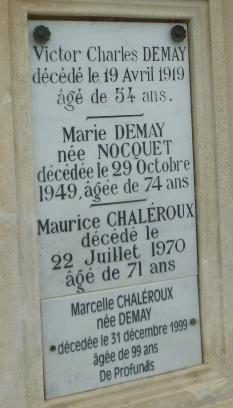 Victor Charles DEMAY
décédé le 19 Avril 1919
âgé de 54 ans.
Marie DEMAY
née NOCQUET
décédée le 29 Octobre
1949, âgée de 74 ans
Maurice CHALÉROUX
décédé le
22 Juillet 1970
âgé de 71 ans
Marcelle CHALÉROUX
née DEMAY
décedée le 31 décembre 1999
âgée de 99 ans
De Profundis